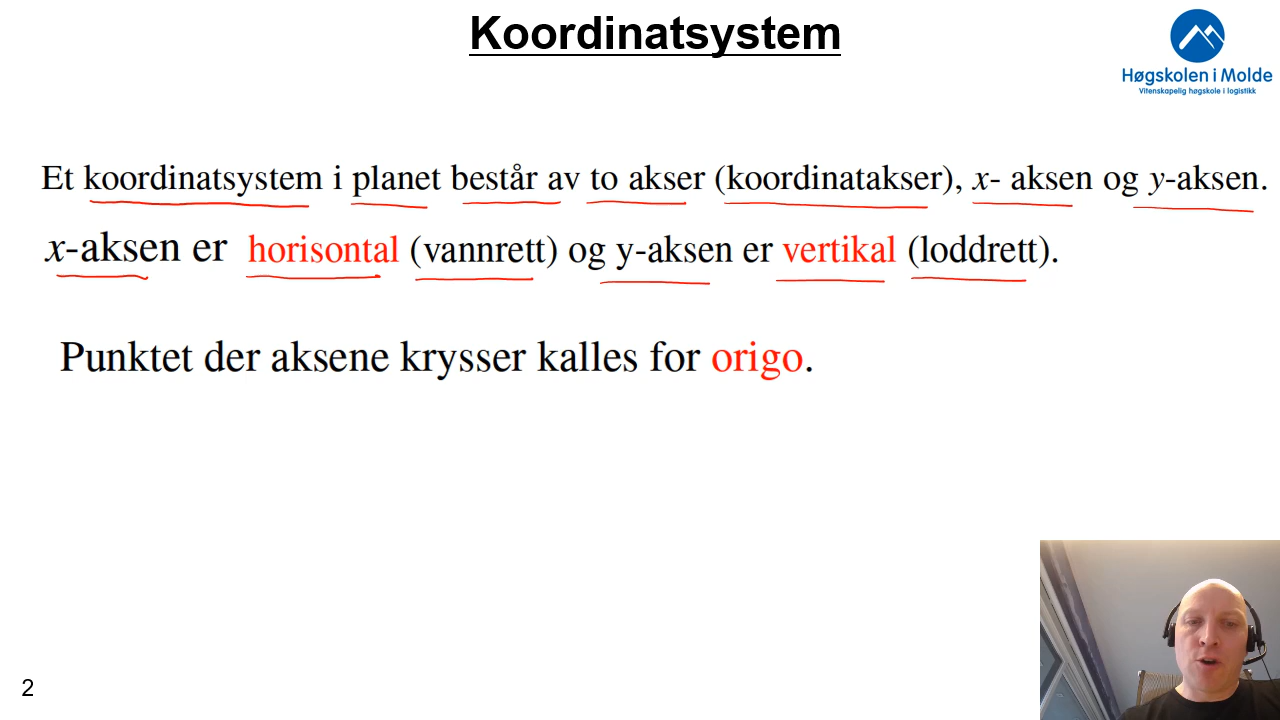 Koordinatsystem
Høgskolen i Molde
Vitenskapelig høgskole i logistikk
Et koordinatsystem i planet består av to akser (koordinatakser), x- aksen og y-aksen.
x-aksen er horisontal (vannrett) og y-aksen er vertikal (loddrett).
Punktet der aksene krysser kalles for origo.
2